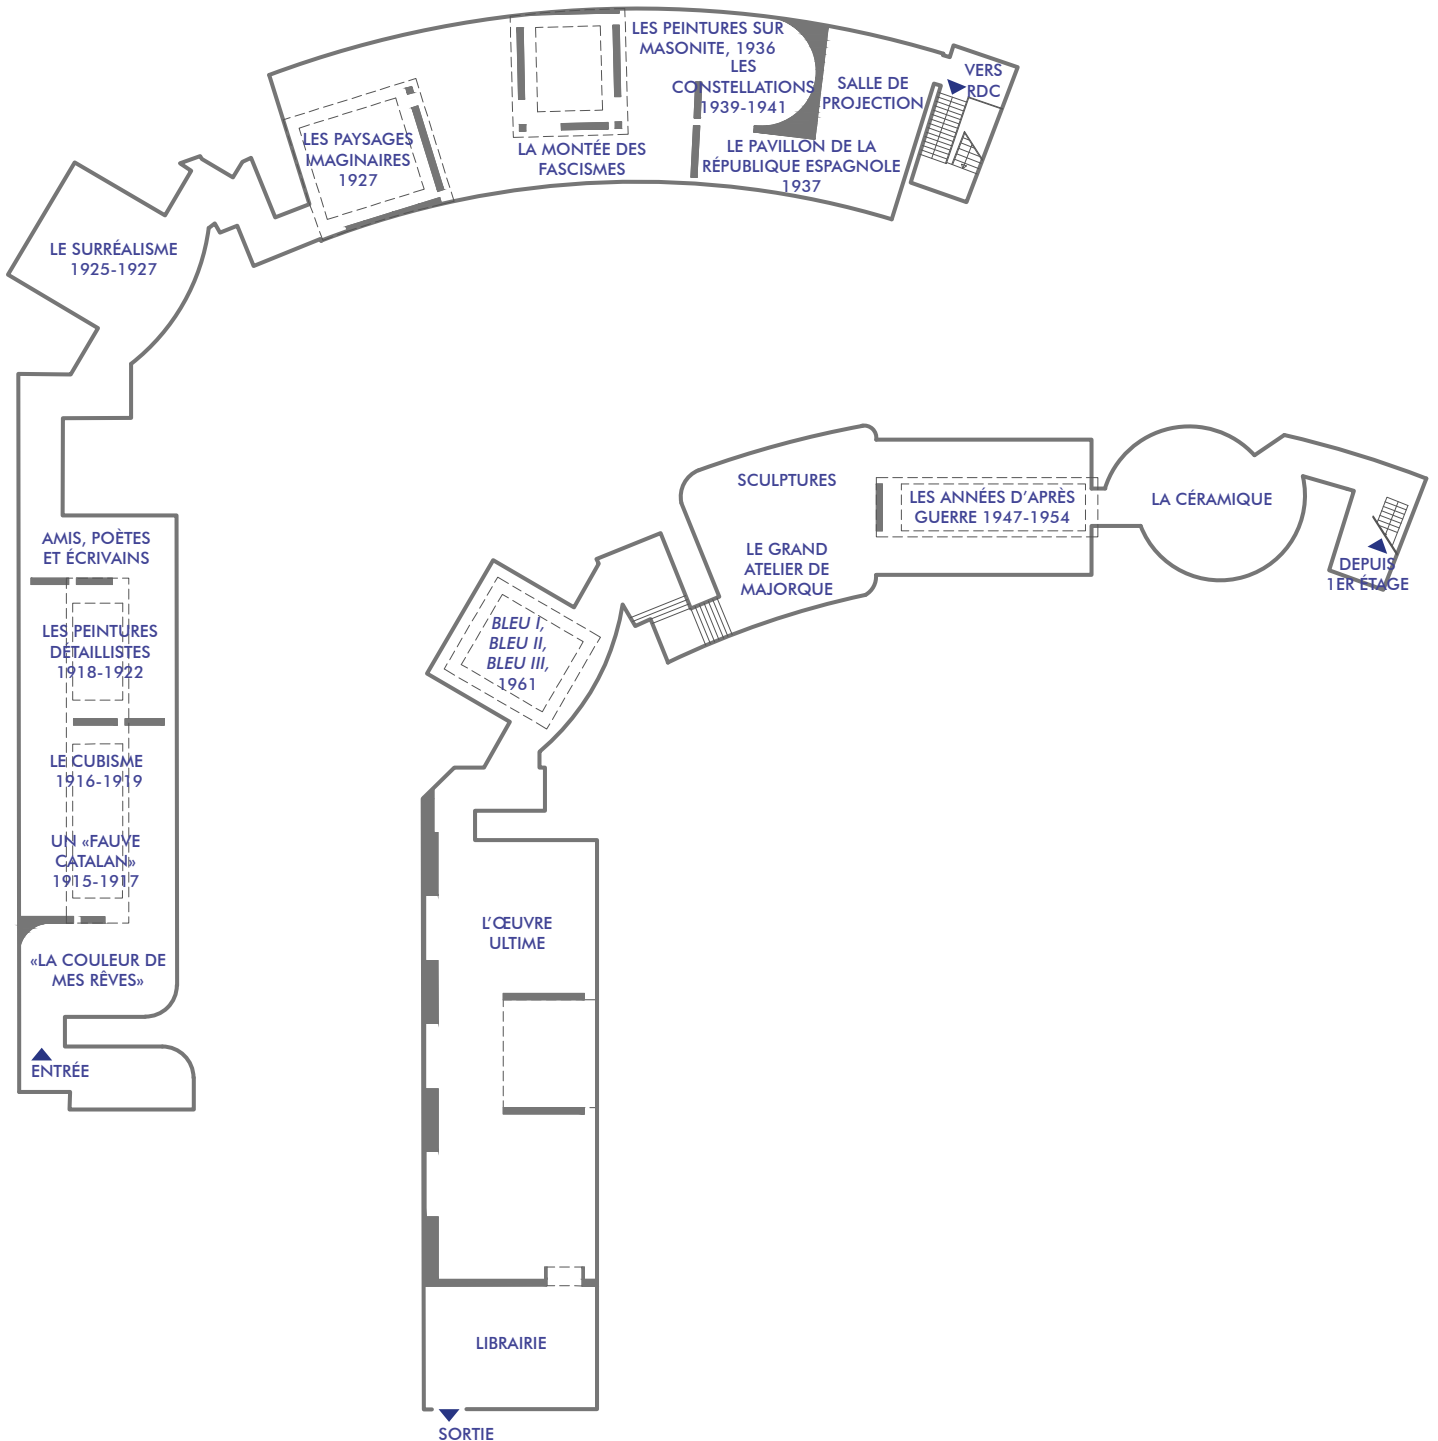 LES PEINTURES SUR
MASONITE, 1936
LES
CONSTELLATIONS
1939-1941
VERS
RDC
SALLE DE
PROJECTION
LES PAYSAGES
IMAGINAIRES
1927
LA MONTÉE DES
FASCISMES
LE PAVILLON DE LA
RÉPUBLIQUE ESPAGNOLE
1937
LE SURRÉALISME
1925-1927
AMIS, POÈTES
ET ÉCRIVAINS
LES PEINTURES
DÉTAILLISTES
1918-1922
LE CUBISME
1916-1919
UN «FAUVE
CATALAN»
1915-1917
«LA COULEUR DE
MES RÊVES»
ENTRÉE
SCULPTURES
LES ANNÉES D’APRÈS
GUERRE 1947-1954
LA CÉRAMIQUE
LE GRAND
ATELIER DE
MAJORQUE
DEPUIS
1ER ÉTAGE
BLEU I,
BLEU II,
BLEU III,
1961
L’ŒUVRE
ULTIME
LIBRAIRIE
SORTIE